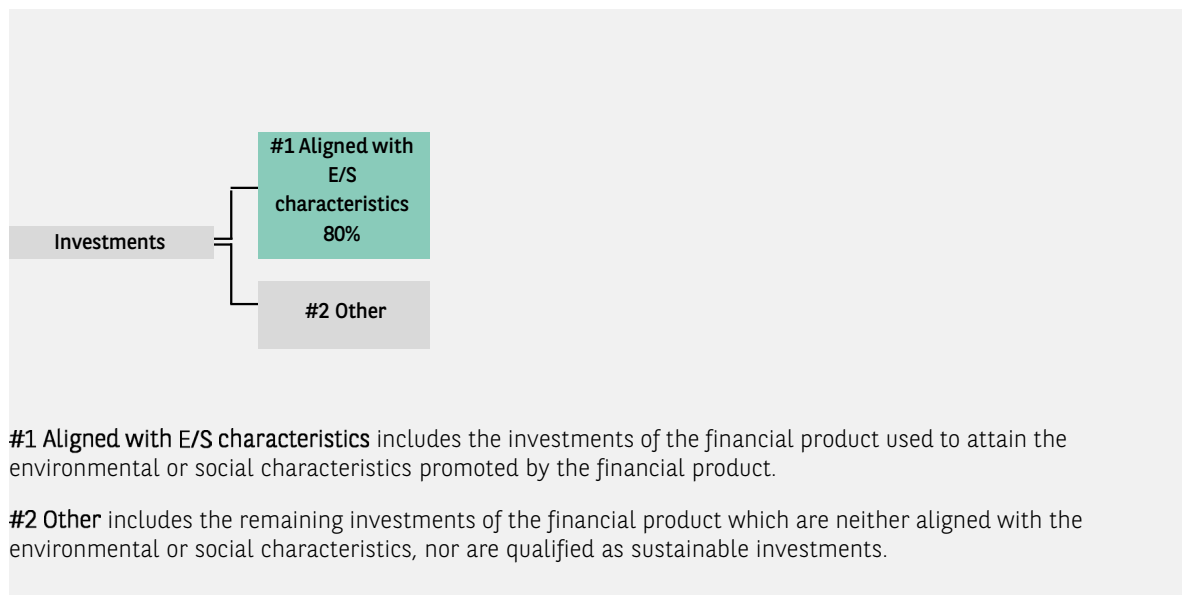 #1 Aligned with
E/S
characteristics
80%
Investments
#2 Other
#1 Aligned with E/S characteristics includes the investments of the financial product used to attain the
environmental or social characteristics promoted by the financial product.
#2 Other includes the remaining investments of the financial product which are neither aligned with the
environmental or social characteristics, nor are qualified as sustainable investments.